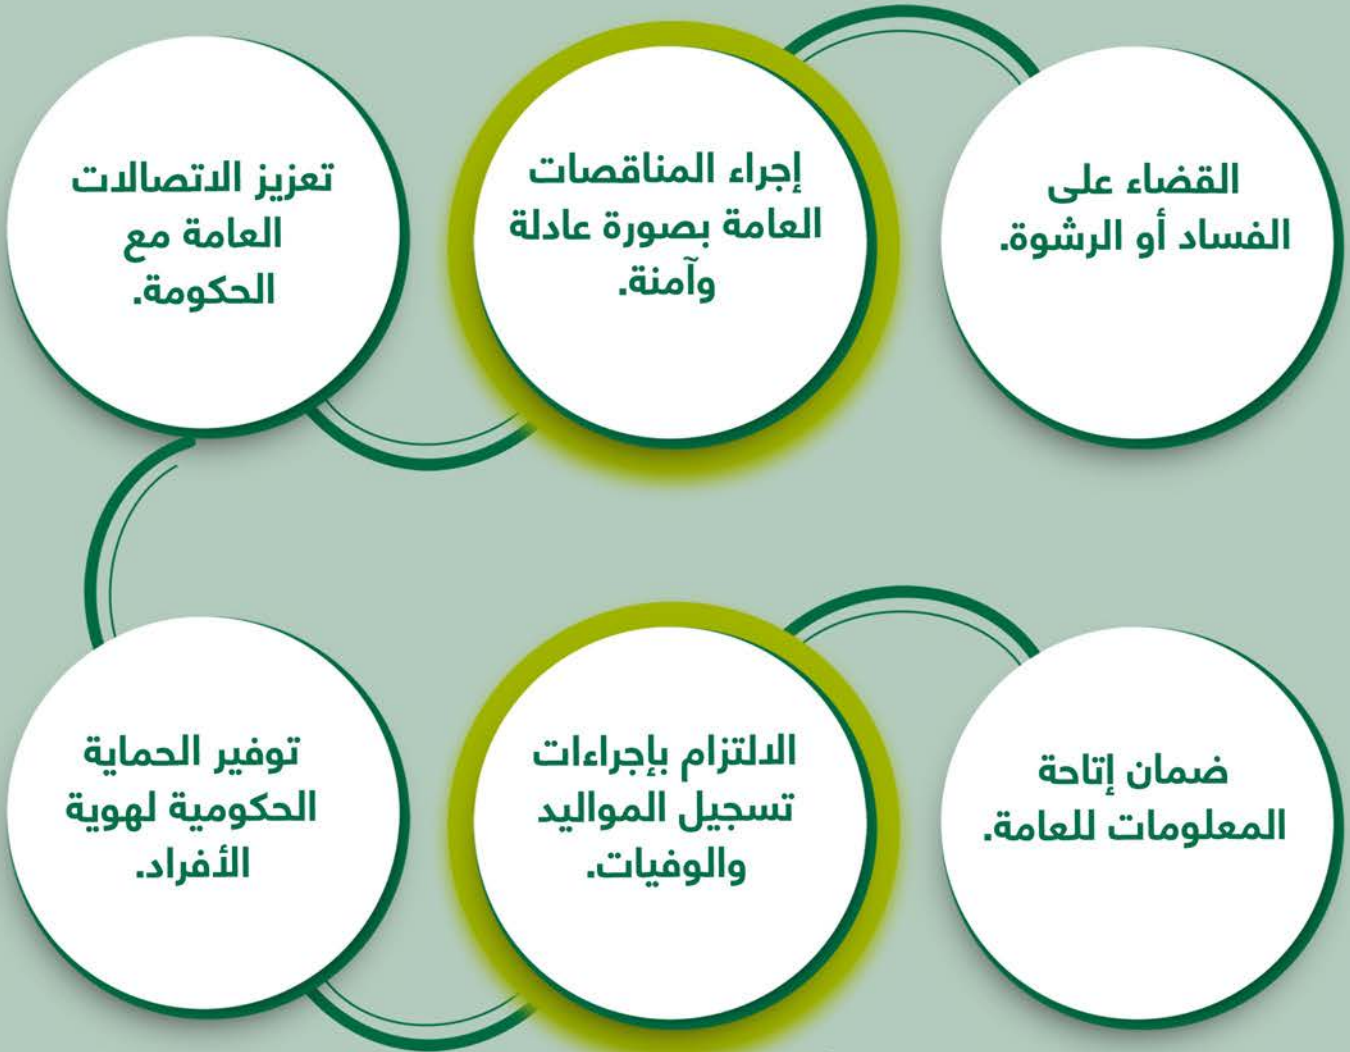 القضاء على
الفساد أو الرشوة.
إجراء المناقصات
العامة بصورة عادلة
وآمنة.
تعزيز الاتصالات
العامة مع
الحكومة.
توفير الحماية
الحكومية لهوية
الأفراد.
الالتزام بإجراءات
تسجيل المواليد
والوفيات.
ضمان إتاحة
المعلومات للعامة.